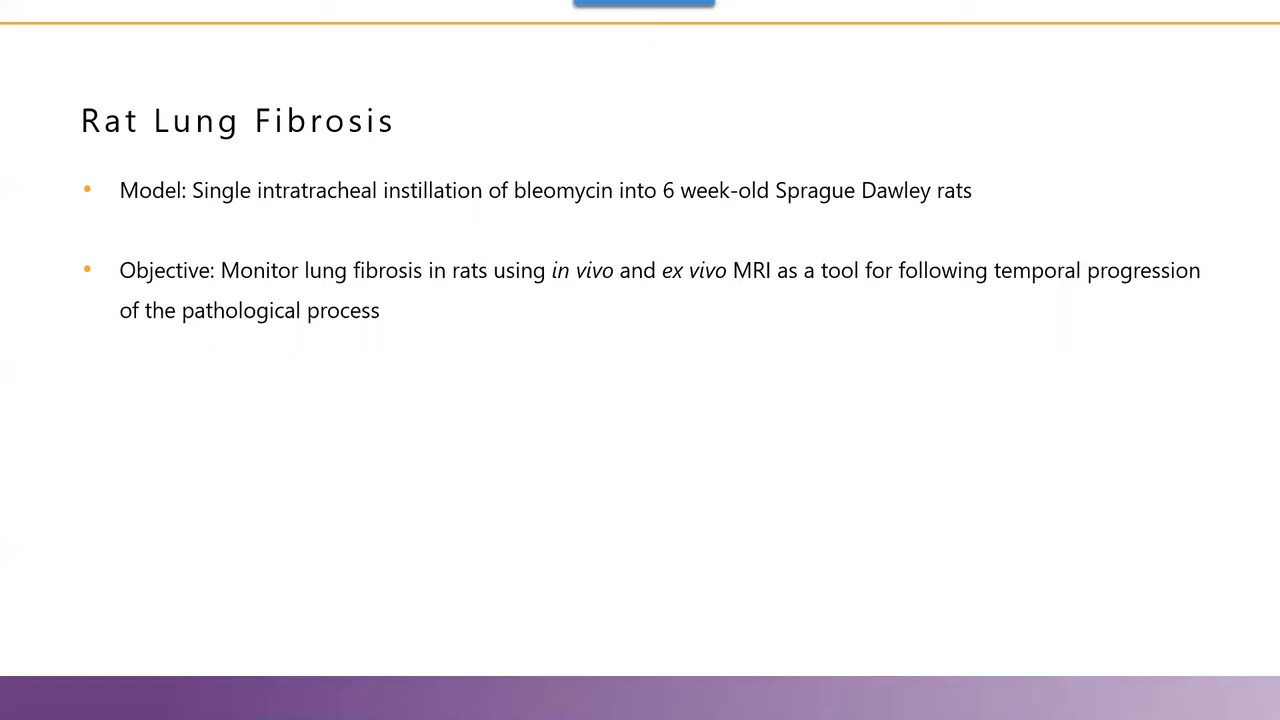 Rat Lung Fibrosis
• Model: Single intratracheal instillation of bleomycin into 6 week-old Sprague Dawley rats
• Objective: Monitor lung fibrosis in rats using in vivo and ex vivo MRI as a tool for following temporal progression
of the pathological process